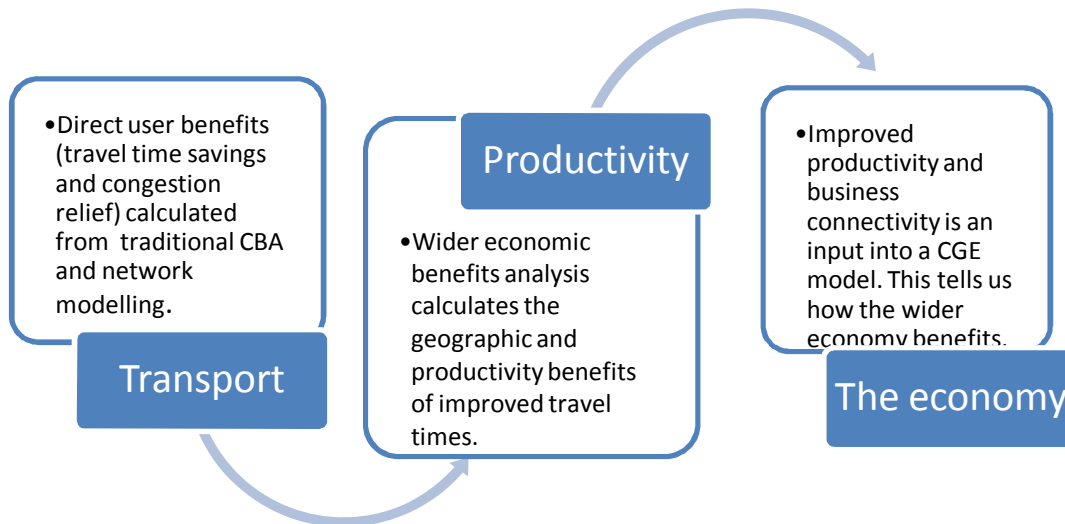 •Direct user benefits
(travel time savings
and congestion
relief) calculated
from traditional CBA
and network
modelling.
Transport
Productivity
•Wider economic
benefits analysis
calculates the
geographic and
productivity benefits
of improved travel
times.
•Improved
productivity and
business
connectivity is an
input into a CGE
model. This tells us
how the wider
economy benefits.
The economy